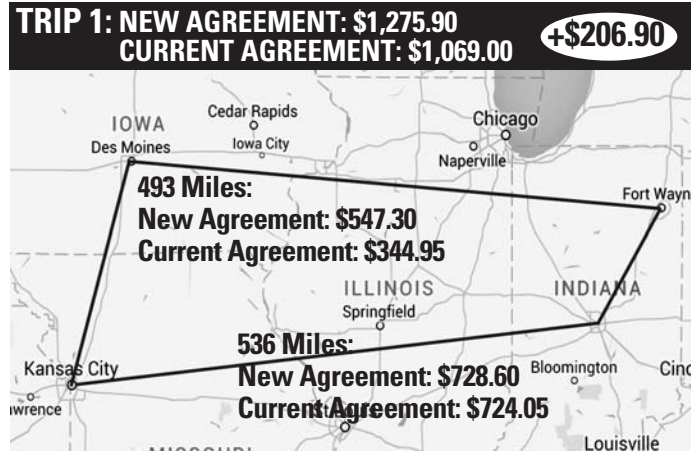 TRIP 1: NEW AGREEMENT: $1,275.90
CURRENT AGREEMENT: $1,069.00
+$206.90
IOWA
Cedar Rapids
Des Moines
Iowa City
Chicago
Naperville
493 Miles:
New Agreement: $547.30
Current Agreement: $344.95
Fort Wayn
ILLINOIS
INDIANA
Springfield
536 Miles:
New Agreement: $728.60
Current Agreement: $724.05
Kansas City
Bloomington
Cinc
wrence
MISSOURI
Louisville